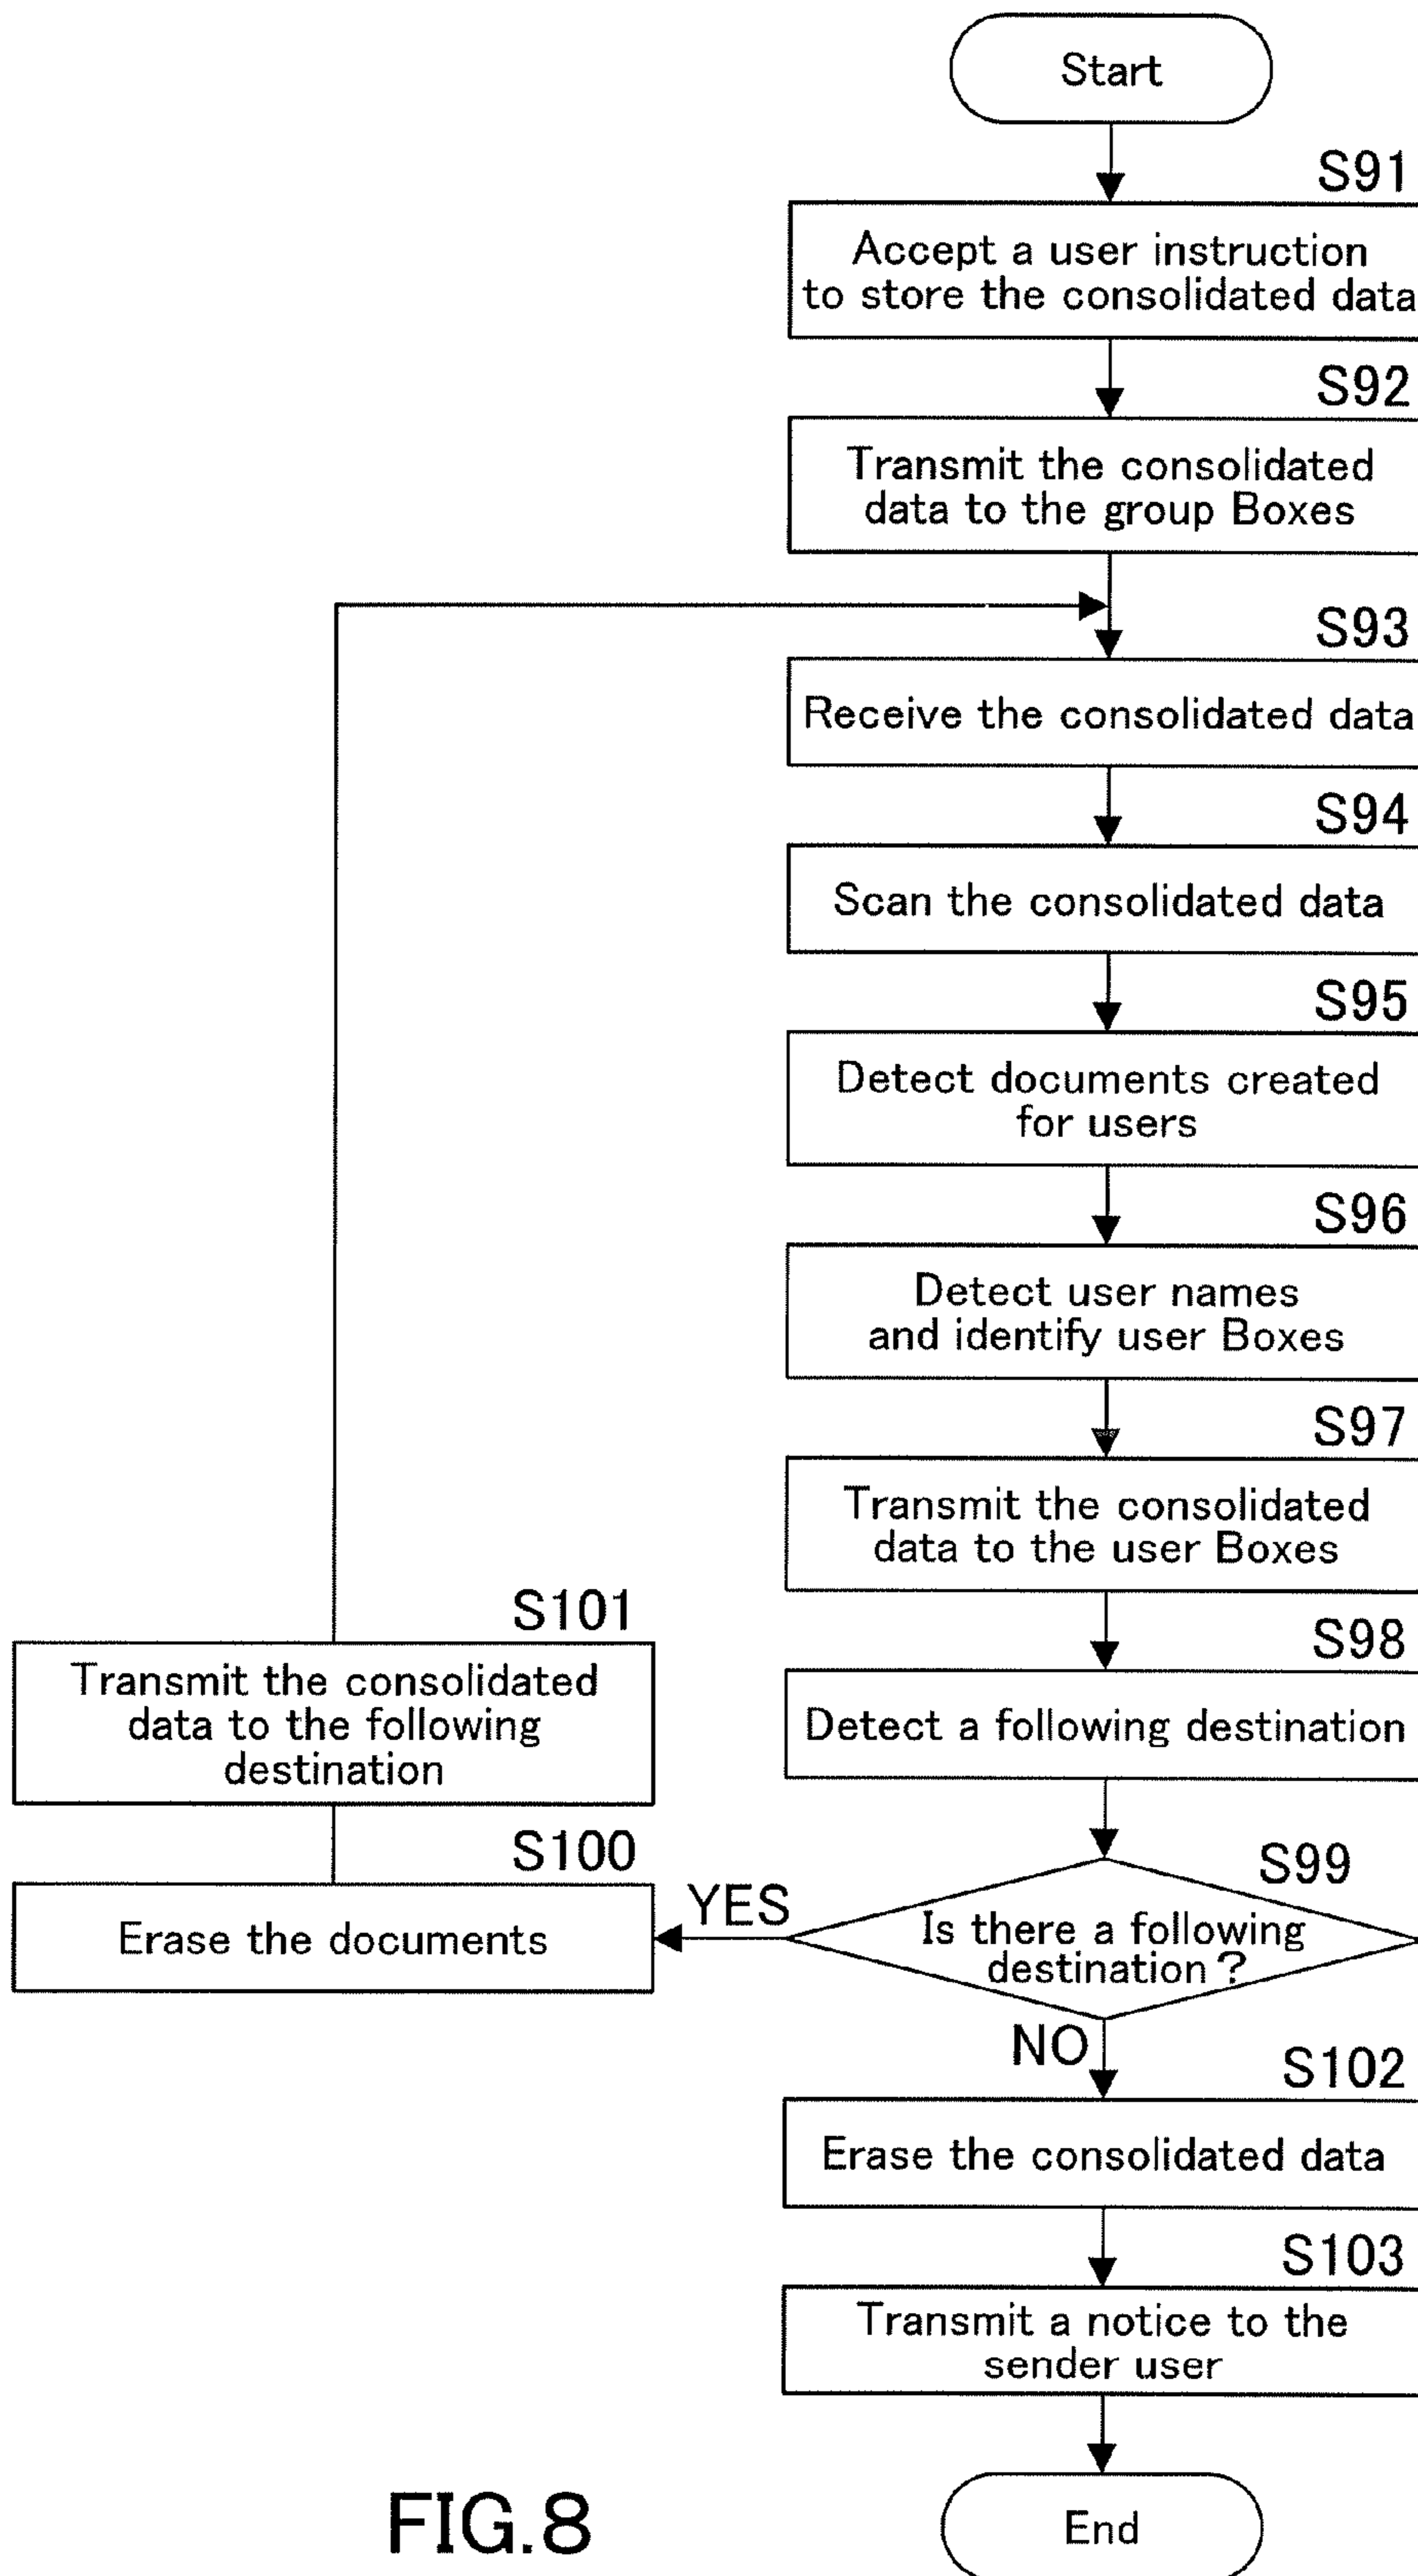 Start
S91
Accept a user instruction
to store the consolidated data
S92
Transmit the consolidated
data to the group Boxes
S93
Receive the consolidated data
S94
Scan the consolidated data
S95
Detect documents created
for users
S96
Detect user names
and identify user Boxes
S97
Transmit the consolidated
data to the user Boxes
S98
Detect a following destination
S99
Is there a following
destination?
YES
S100
Erase the documents
S101
Transmit the consolidated
data to the following
destination
NO
S102
Erase the consolidated data
S103
Transmit a notice to the
sender user
End
FIG.8